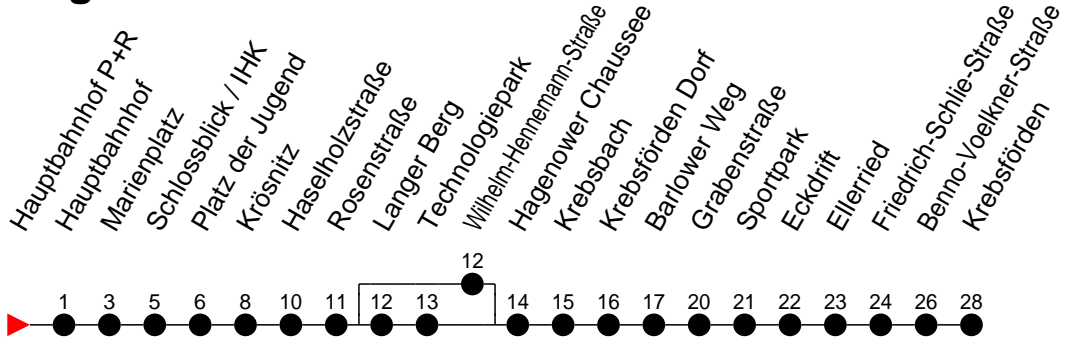 Hauptbahnhof P+R
Hauptbahnhof
Marienplatz
Schlossblick / IHK
Platz der Jugend
Krösnitz
Haselholzstraße
Rosenstraße
Langer Berg
Technologiepark
Wilhelm-Hennemann-Straße
Hagenower Chaussee
Krebsbach
Krebsförden Dorf
Barlower Weg
Grabenstraße
Sportpark
Eckdrift
Ellerried
Friedrich-Schlie-Straße
Benno-Voelkner-Straße
Krebsförden
12
1 3 5 6 8 10 11 12 13 14 15 16 17 20 21 22 23 24 26 28